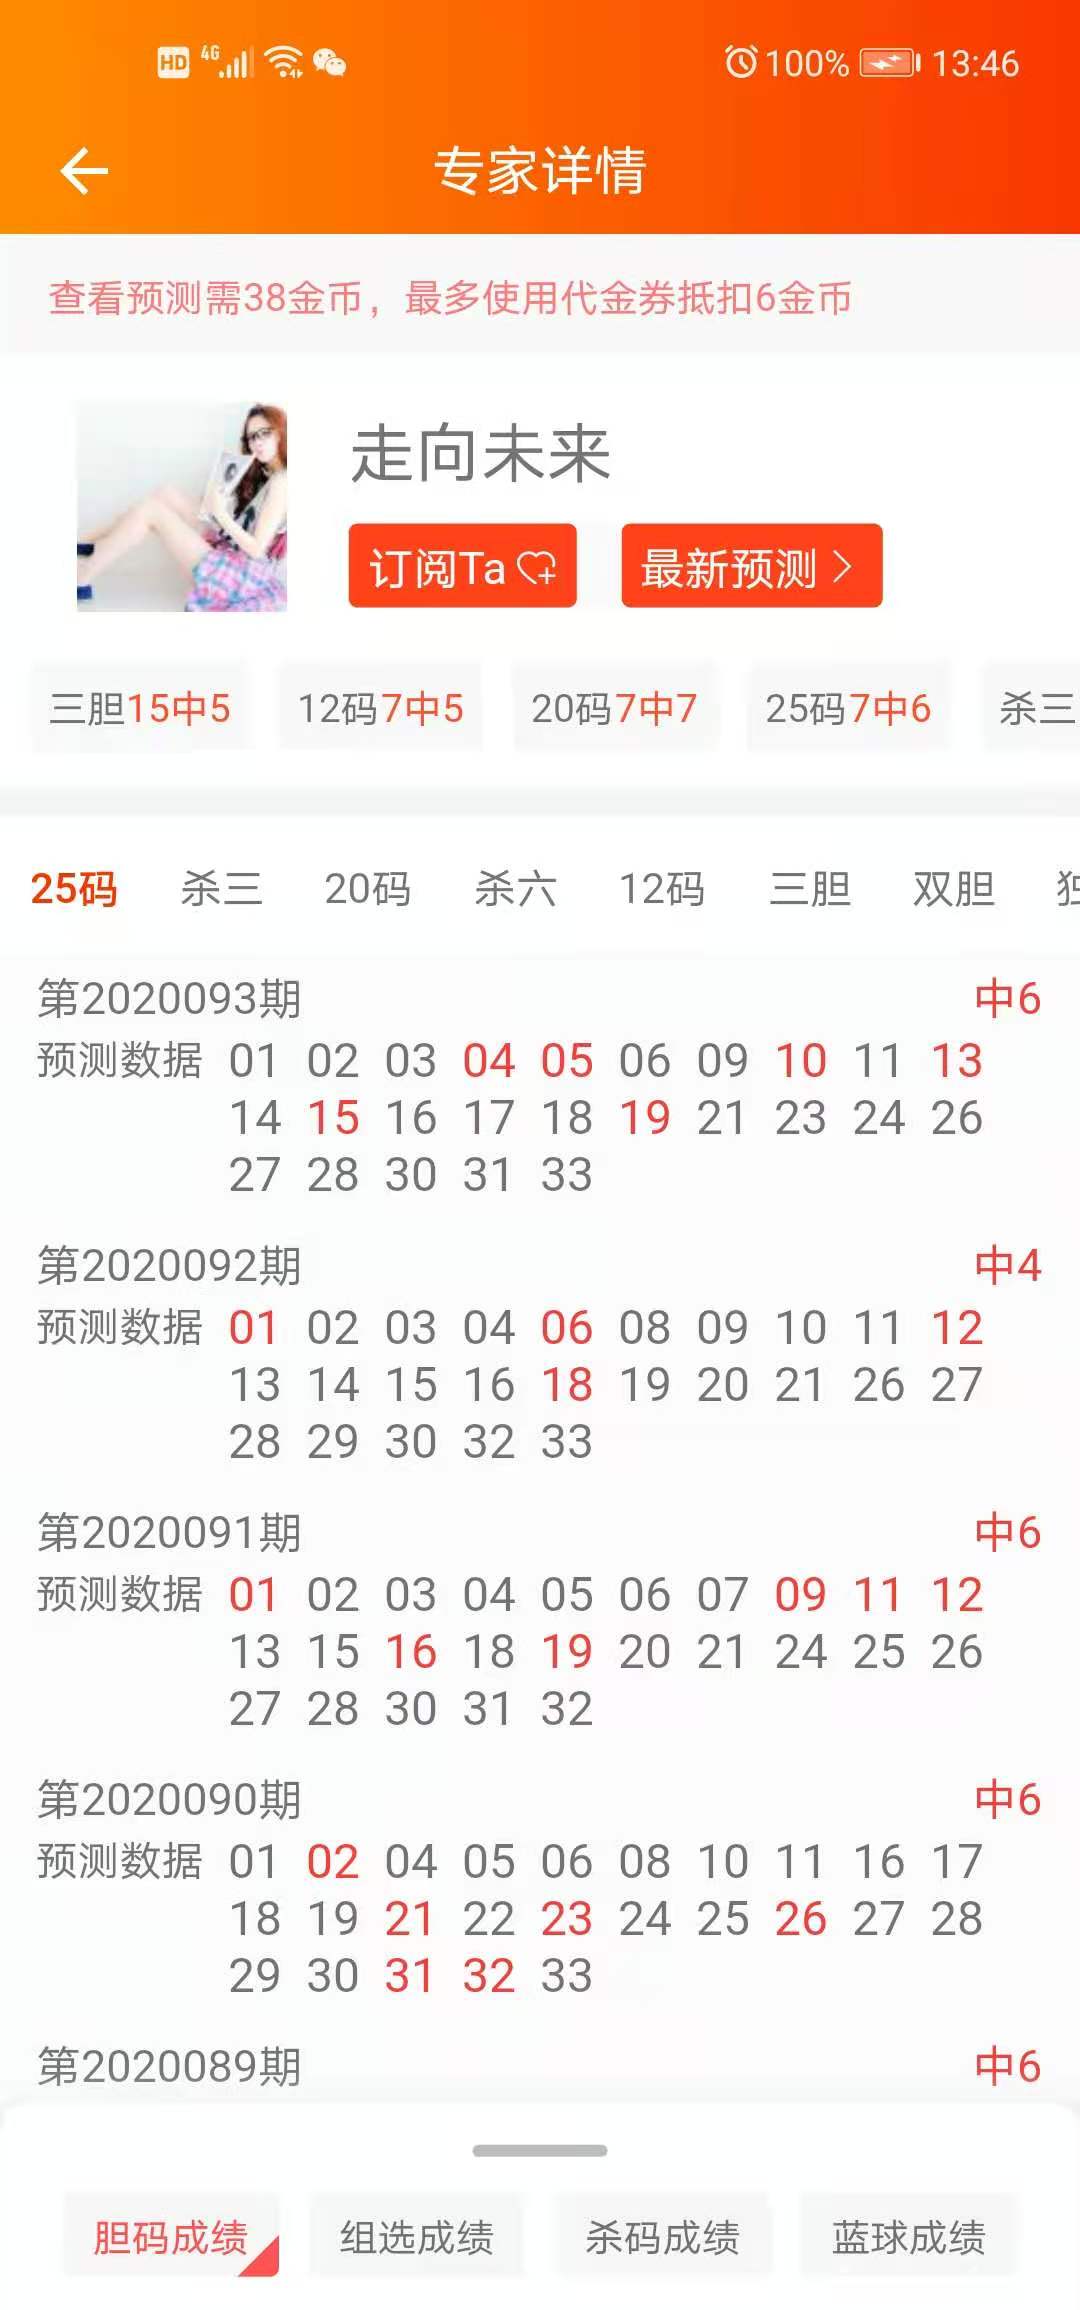 HD 4G 100% 13:46
专家详情
查看预测需38金币，最多使用代金券抵扣6金币
走向未来
订阅Ta 最新预测
三胆15中5 12码7中5 20码7中7 25码7中6 杀三
25码 杀三 20码 杀六 12码 三胆 双胆 独
第2020093期 中6
预测数据 01 02 03 04 05 06 09 10 11 13
14 15 16 17 18 19 21 23 24 26
27 28 30 31 33
第2020092期 中4
预测数据 01 02 03 04 06 08 09 10 11 12
13 14 15 16 18 19 20 21 26 27
28 29 30 32 33
第2020091期 中6
预测数据 01 02 03 04 05 06 07 09 11 12
13 15 16 18 19 20 21 24 25 26
27 28 30 31 32
第2020090期 中6
预测数据 01 02 04 05 06 08 10 11 16 17
18 19 21 22 23 24 25 26 27 28
29 30 31 32 33
第2020089期 中6
胆码成绩 组选成绩 杀码成绩 蓝球成绩